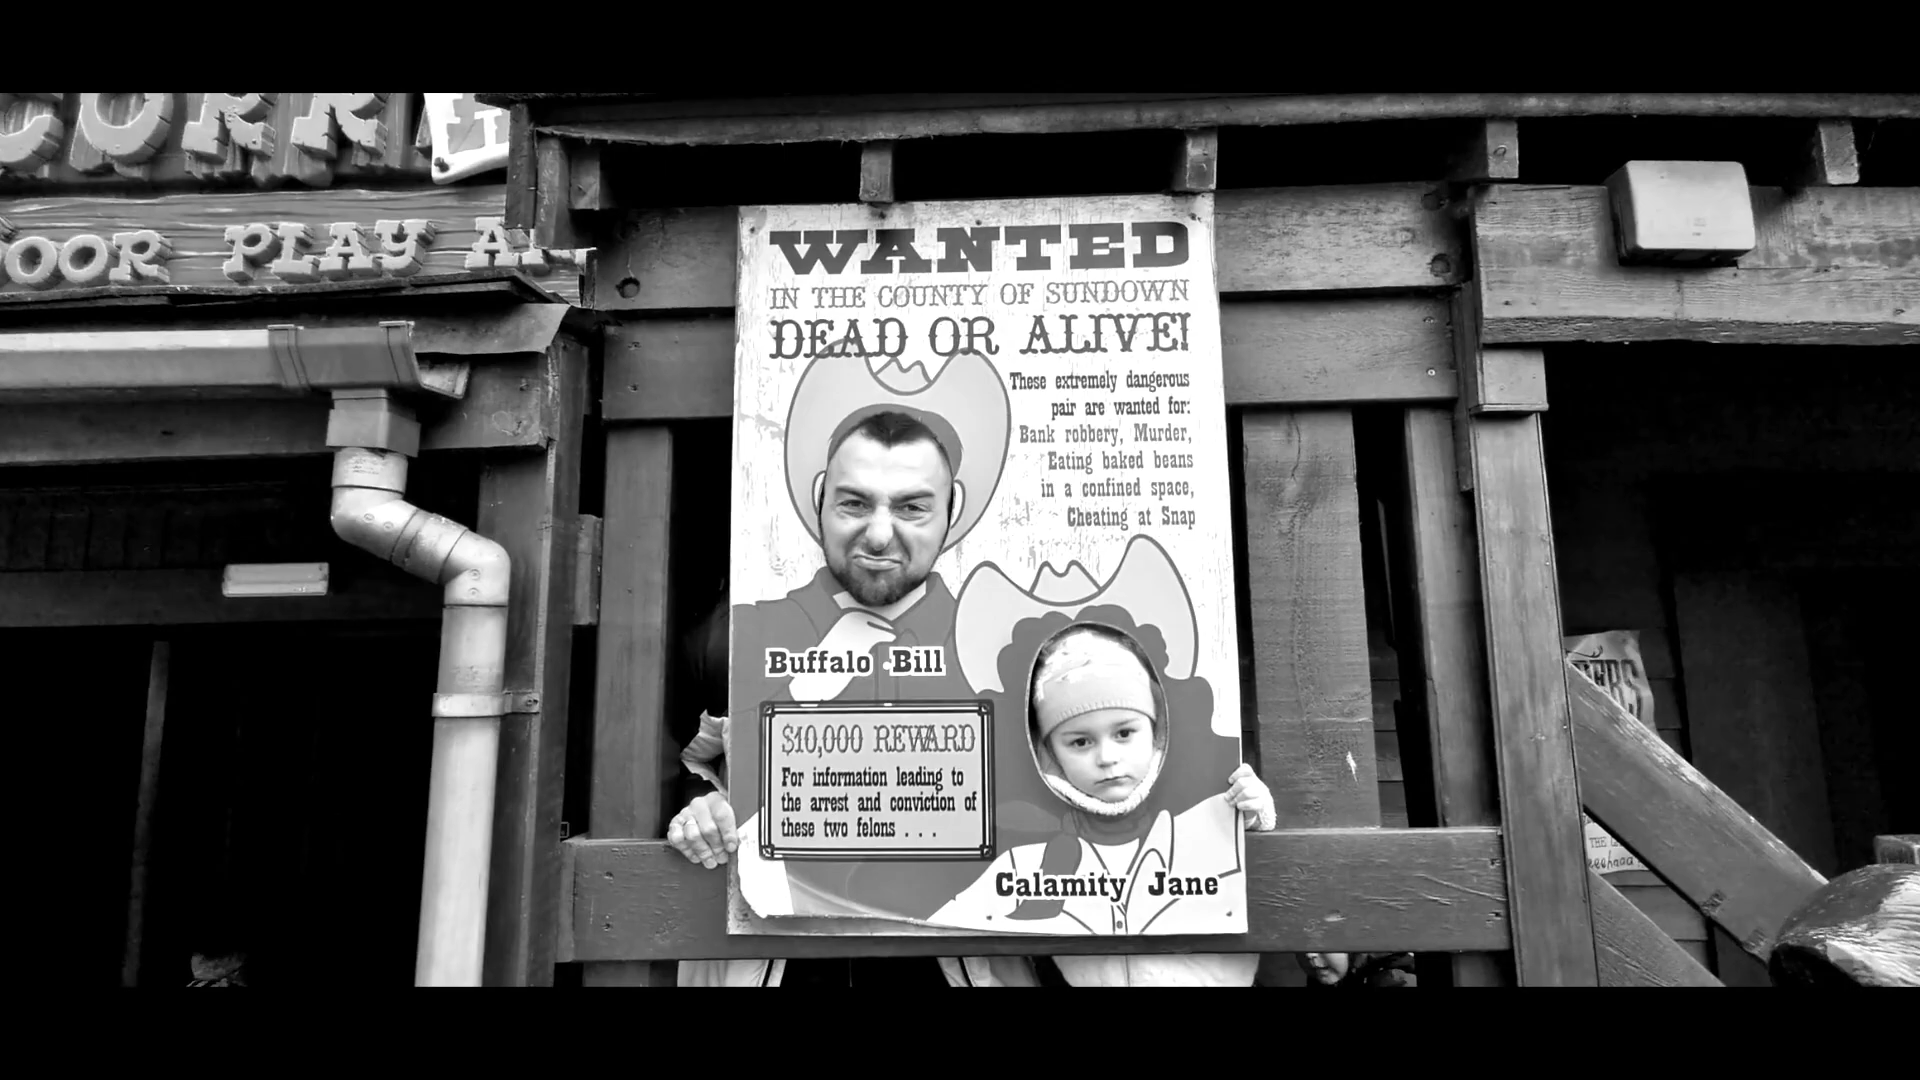 PLAY
WANTED
IN THE COUNTY OF SUNDOWN
DEAD OR ALIVE!
These extremely dangerous
pair are wanted for:
Bank robbery, Murder,
Eating baked beans
in a confined space,
Cheating at Snap
Buffalo Bill
$10,000 REWARD
For information leading to
the arrest and conviction of
these two felons . . .
Calamity Jane
THE